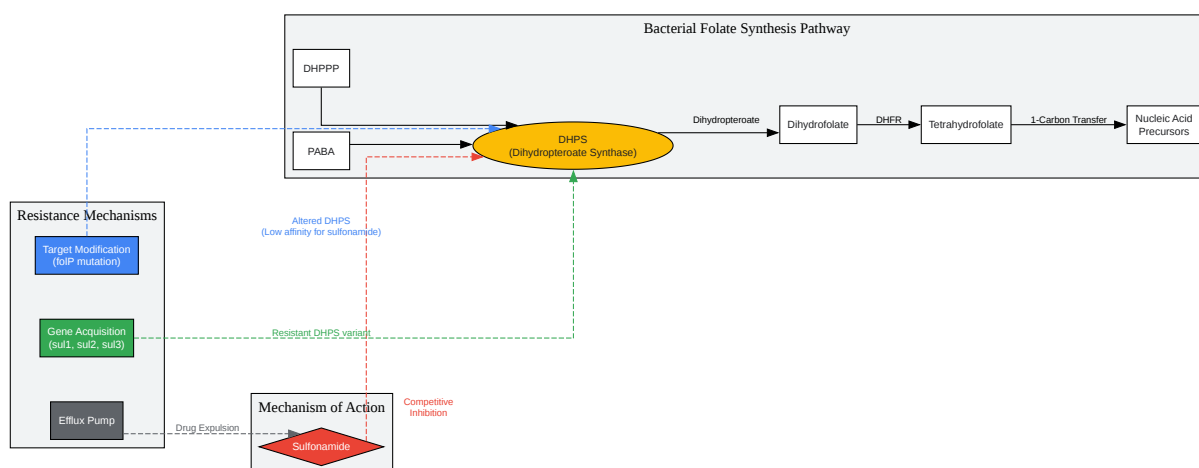 Bacterial Folate Synthesis Pathway
DHPPP
PABA
DHPS
(Dihydropteroate Synthase)
Dihydropteroate
Dihydrofolate
DHFR
Tetrahydrofolate
1-Carbon Transfer
Nucleic Acid
Precursors
Resistance Mechanisms
Target Modification
(folP mutation)
Altered DHPS
(Low affinity for sulfonamide)
Gene Acquisition
(sul1, sul2, sul3)
Resistant DHPS variant
Efflux Pump
Drug Expulsion
Mechanism of Action
Sulfonamide
Competitive
Inhibition